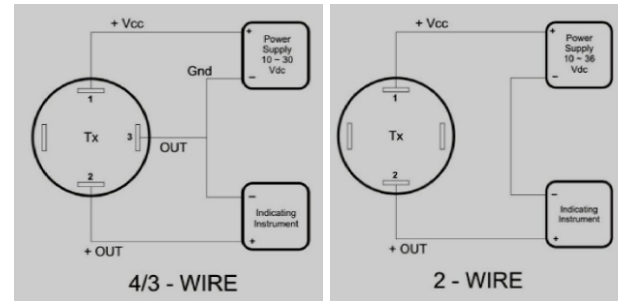 + Vcc
+
Power
Supply
10 ~ 30
Vdc
−
Gnd
1
Tx
3
OUT
2
−
Indicating
Instrument
+
+ OUT
4/3 - WIRE
+ Vcc
+
Power
Supply
10 ~ 36
Vdc
−
1
Tx
2
−
Indicating
Instrument
+
+ OUT
2 - WIRE